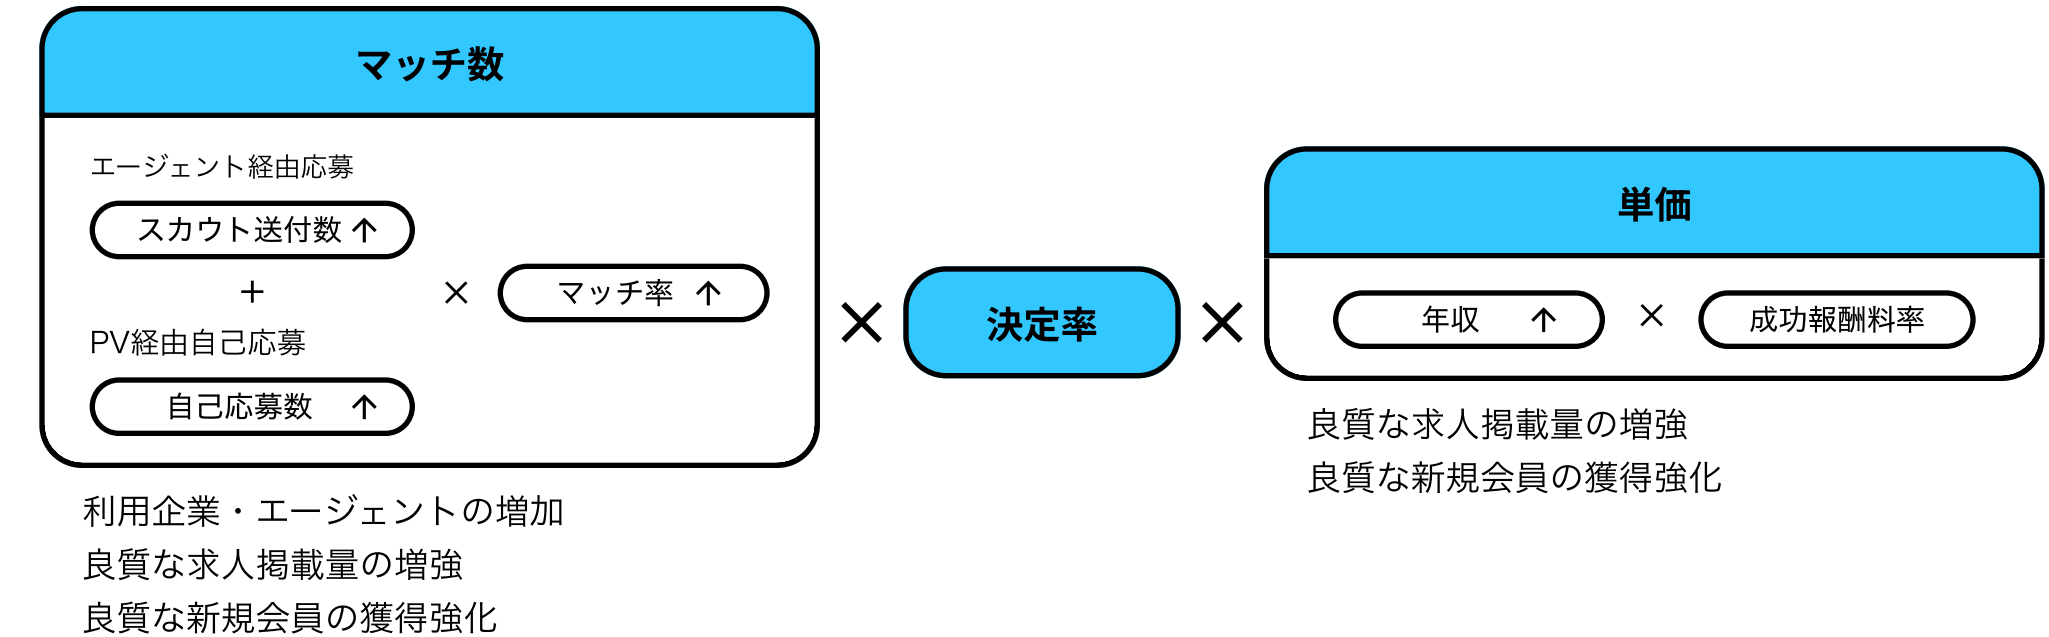 マッチ数
エージェント経由応募
スカウト送付数 ↑
+
× マッチ率 ↑
PV経由自己応募
自己応募数 ↑
利用企業・エージェントの増加
良質な求人掲載量の増強
良質な新規会員の獲得強化
×
決定率
×
単価
年収 ↑ × 成功報酬料率
良質な求人掲載量の増強
良質な新規会員の獲得強化